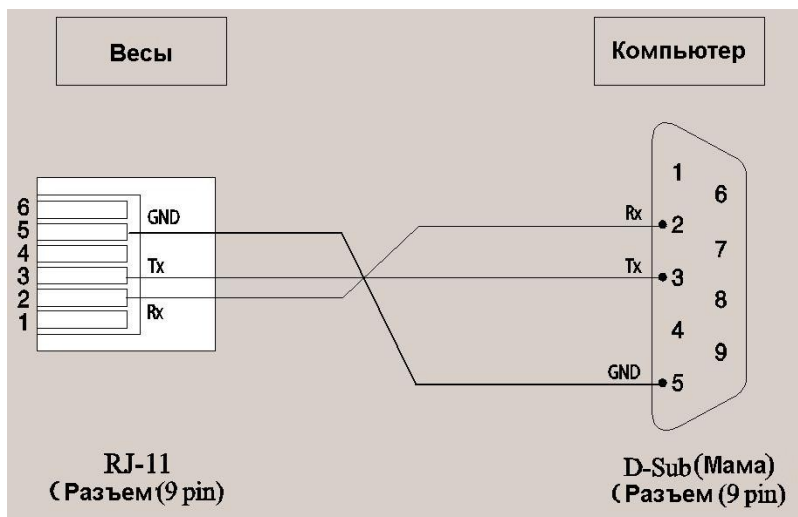 Весы
Компьютер
6
5
4
3
2
1
GND
Tx
Rx
Rx
Tx
GND
1
2
3
4
5
6
7
8
9
RJ-11
(Разъем (9 pin)
D-Sub (Мама)
(Разъем (9 pin)